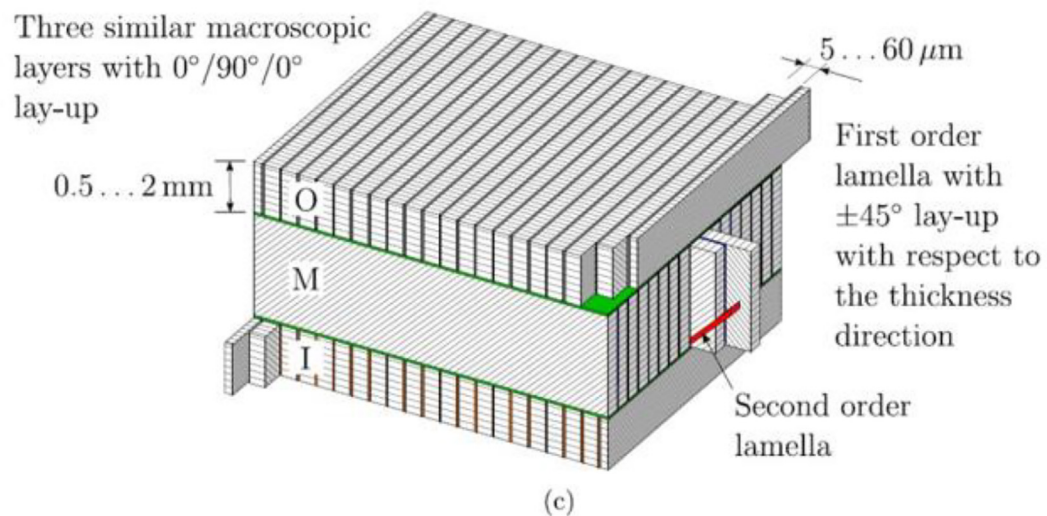 Three similar macroscopic
layers with 0°/90°/0°
lay-up
5...60 μm
0.5...2 mm
First order
lamella with
±45° lay-up
with respect to
the thickness
direction
O
M
I
Second order
lamella
(c)